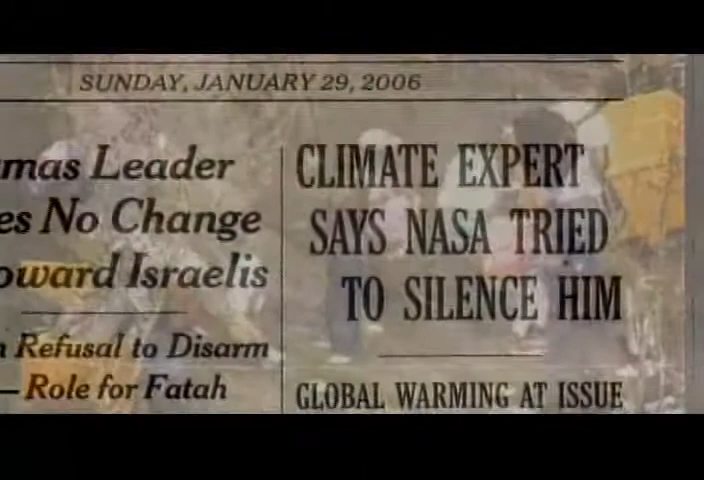 SUNDAY, JANUARY 29, 2006
mas Leader
es No Change
oward Israelis
Refusal to Disarm
—Role for Fatah
CLIMATE EXPERT
SAYS NASA TRIED
TO SILENCE HIM
GLOBAL WARMING AT ISSUE